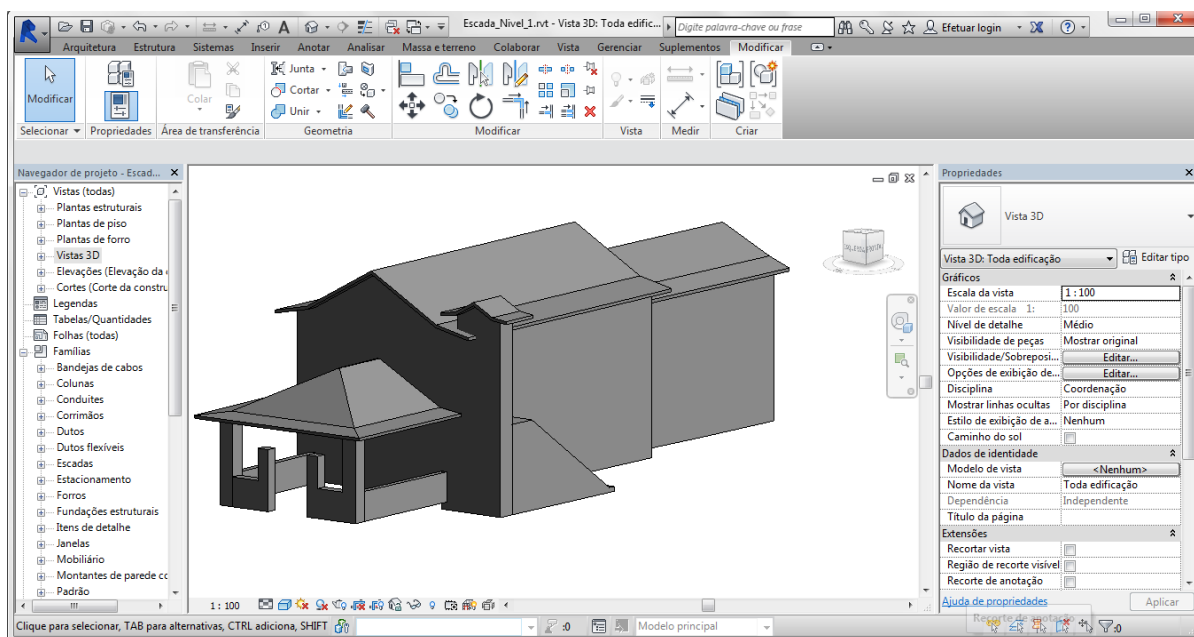 Escada_Nivel_1.rvt - Vista 3D: Toda edific...
Digite palavra-chave ou frase
Efetuar login
Arquitetura Estrutura Sistemas Inserir Anotar Analisar Massa e terreno Colaborar Vista Gerenciar Suplementos Modificar
Modificar
Colar
Junta
Cortar
Unir
Selecionar Propriedades Área de transferência Geometria Modificar Vista Medir Criar
Navegador de projeto - Escad...
Vistas (todas)
Plantas estruturais
Plantas de piso
Plantas de forro
Vistas 3D
Elevações (Elevação da
Cortes (Corte da constru
Legendas
Tabelas/Quantidades
Folhas (todas)
Famílias
Bandejas de cabos
Colunas
Conduites
Corrimãos
Dutos
Dutos flexíveis
Escadas
Estacionamento
Forros
Fundações estruturais
Itens de detalhe
Janelas
Mobiliário
Montantes de parede co
Padrão
1 : 100
Propriedades
Vista 3D
Vista 3D: Toda edificação Editar tipo
Gráficos
Escala da vista 1 : 100
Valor de escala 1: 100
Nível de detalhe Médio
Visibilidade de peças Mostrar original
Visibilidade/Sobreposi... Editar...
Opções de exibição de... Editar...
Disciplina Coordenação
Mostrar linhas ocultas Por disciplina
Estilo de exibição de a... Nenhum
Caminho do sol
Dados de identidade
Modelo de vista <Nenhum>
Nome da vista Toda edificação
Dependência Independente
Título da página
Extensões
Recortar vista
Região de recorte visível
Recorte de anotação
Ajuda de propriedades Aplicar
Recorte de anotação
Clique para selecionar, TAB para alternativas, CTRL adiciona, SHIFT :0 Modelo principal :0